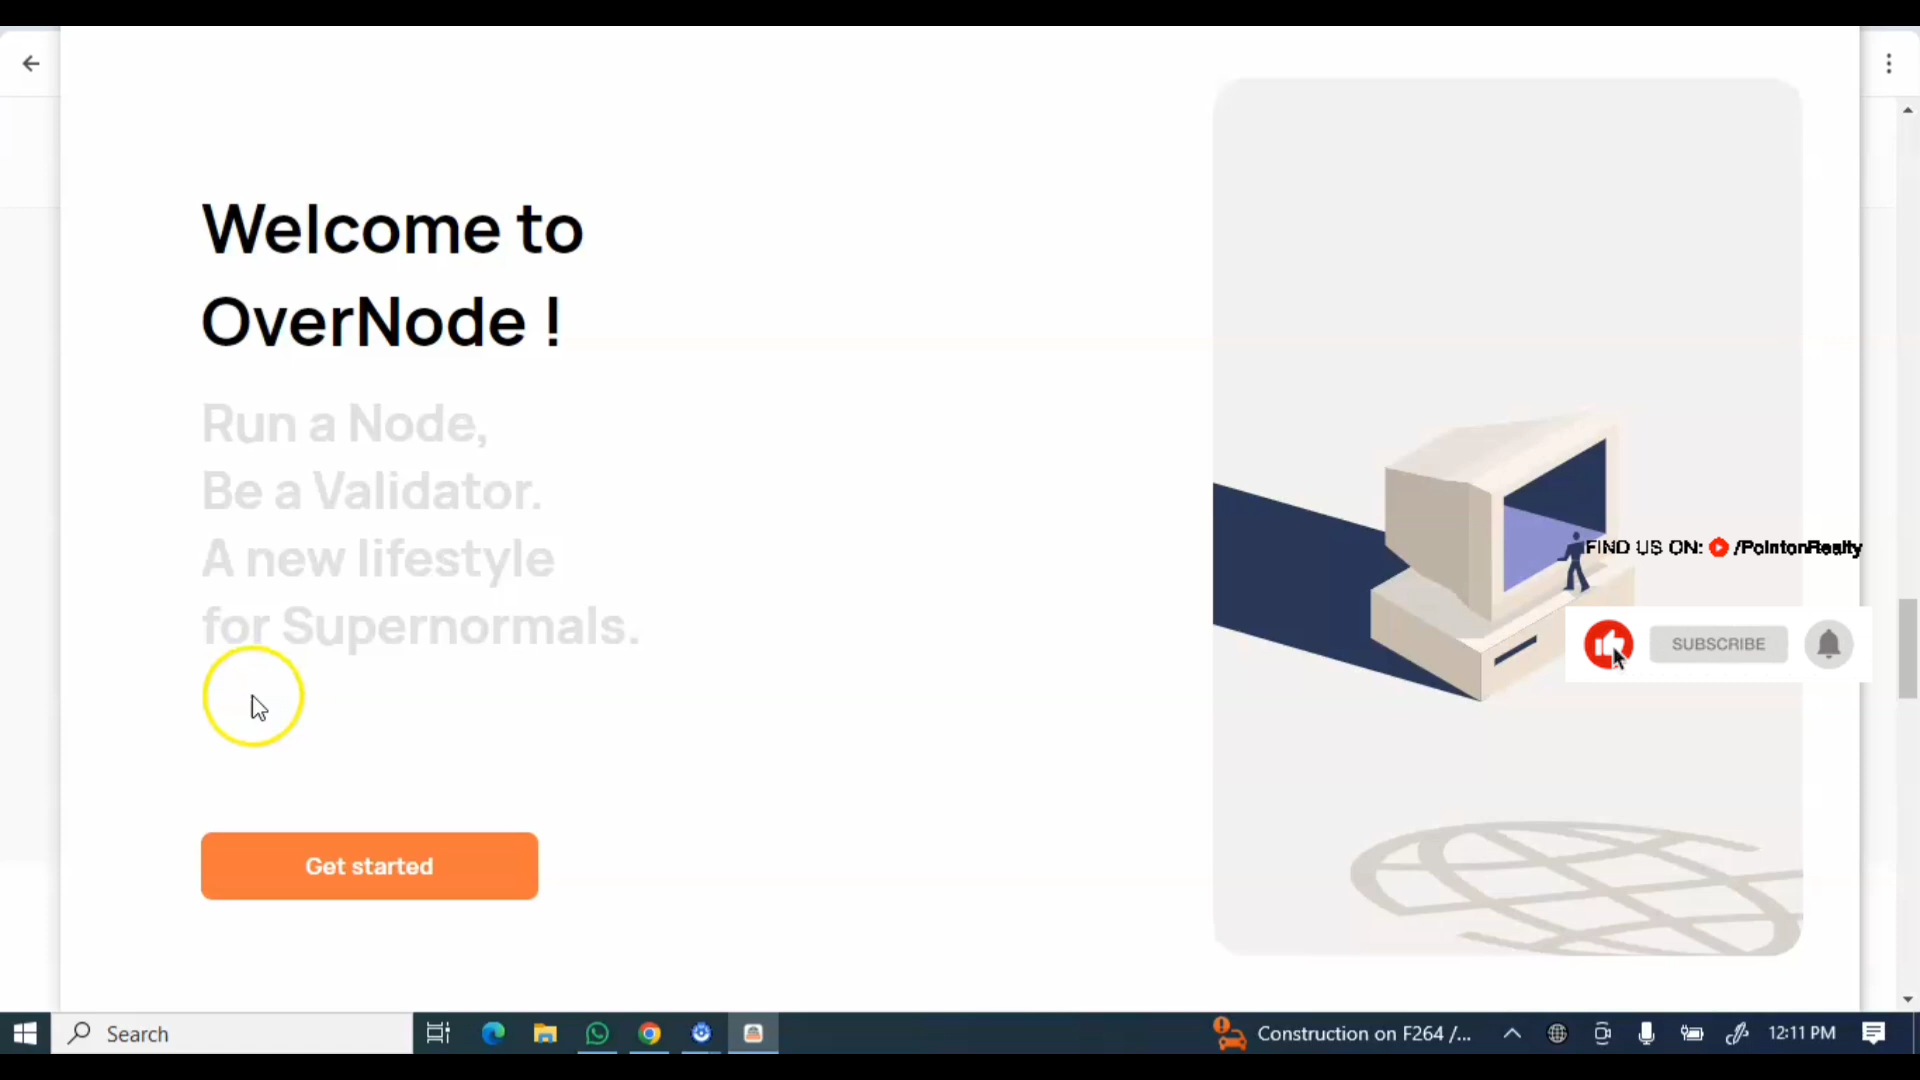 Welcome to
OverNode !
Run a Node,
Be a Validator.
A new lifestyle
for Supernormals.
Get started
FIND US ON: /PointonRealty
SUBSCRIBE
Search
Construction on F264 /...
12:11 PM